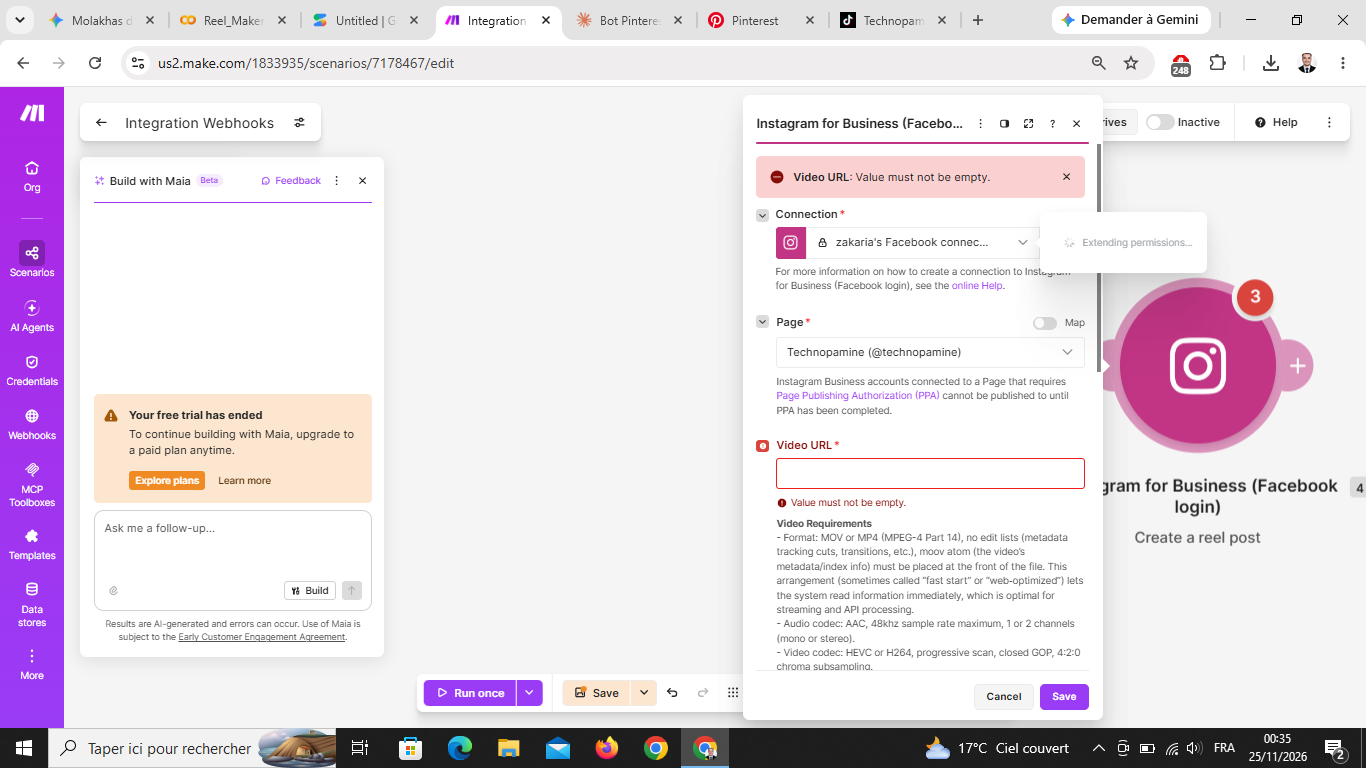 Molakhas d
Reel_Maker
Untitled | G
Integration
Bot Pintere
Pinterest
Technopam
Demander à Gemini
us2.make.com/1833935/scenarios/7178467/edit
248
Integration Webhooks
Org
Scenarios
AI Agents
Credentials
Webhooks
MCP
Toolboxes
Templates
Data
stores
More
Build with Maia
Beta
Feedback
Your free trial has ended
To continue building with Maia, upgrade to
a paid plan anytime.
Explore plans
Learn more
Ask me a follow-up...
Build
Results are AI-generated and errors can occur. Use of Maia is
subject to the Early Customer Engagement Agreement.
Run once
Save
Instagram for Business (Facebo...
?
Video URL: Value must not be empty.
Connection *
zakaria's Facebook connec...
Extending permissions...
For more information on how to create a connection to Instagram
for Business (Facebook login), see the online Help.
Page *
Map
Technopamine (@technopamine)
Instagram Business accounts connected to a Page that requires
Page Publishing Authorization (PPA) cannot be published to until
PPA has been completed.
Video URL *
Value must not be empty.
Video Requirements
- Format: MOV or MP4 (MPEG-4 Part 14), no edit lists (metadata
tracking cuts, transitions, etc.), moov atom (the video's
metadata/index info) must be placed at the front of the file. This
arrangement (sometimes called "fast start" or "web-optimized") lets
the system read information immediately, which is optimal for
streaming and API processing.
- Audio codec: AAC, 48khz sample rate maximum, 1 or 2 channels
(mono or stereo).
- Video codec: HEVC or H264, progressive scan, closed GOP, 4:2:0
chroma subsampling.
Cancel
Save
rives
Inactive
Help
3
gram for Business (Facebook
login)
4
Create a reel post
Taper ici pour rechercher
17°C Ciel couvert
FRA
00:35
25/11/2026
2